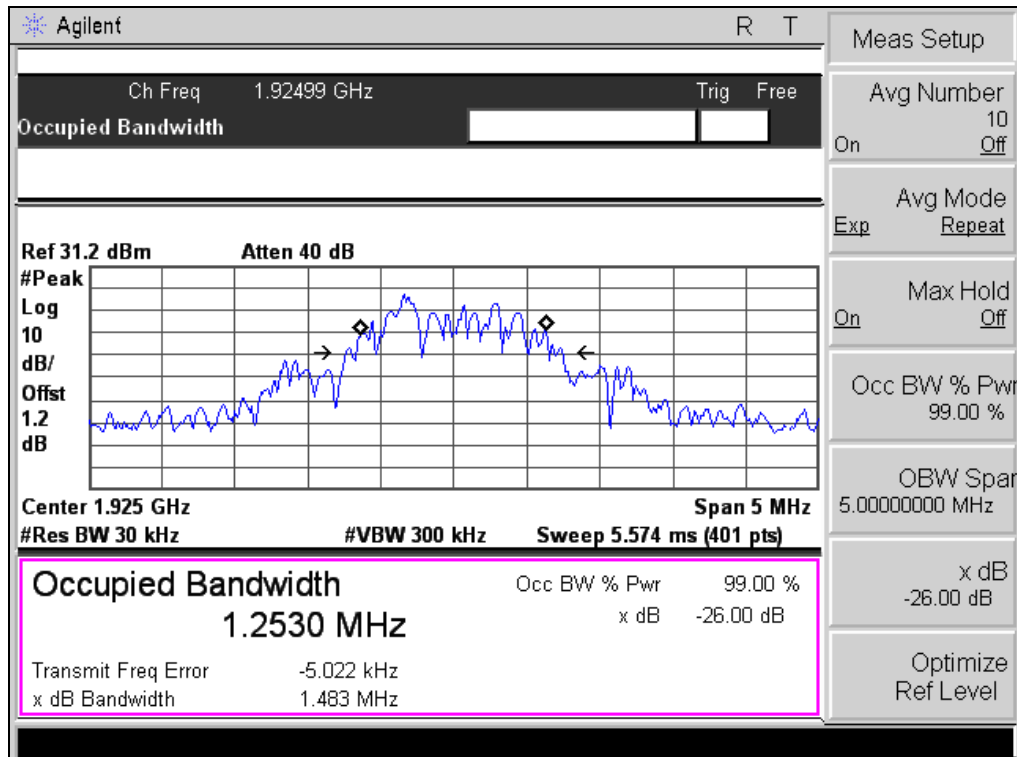 Agilent R T
Ch Freq 1.92499 GHz Trig Free
Occupied Bandwidth
Ref 31.2 dBm Atten 40 dB
#Peak
Log
10
dB/
Offst
1.2
dB
Center 1.925 GHz Span 5 MHz
#Res BW 30 kHz #VBW 300 kHz Sweep 5.574 ms (401 pts)
Occupied Bandwidth Occ BW % Pwr 99.00 %
1.2530 MHz x dB -26.00 dB
Transmit Freq Error -5.022 kHz
x dB Bandwidth 1.483 MHz
Meas Setup
Avg Number
10
On Off
Avg Mode
Exp Repeat
Max Hold
On Off
Occ BW % Pwr
99.00 %
OBW Span
5.00000000 MHz
x dB
-26.00 dB
Optimize
Ref Level